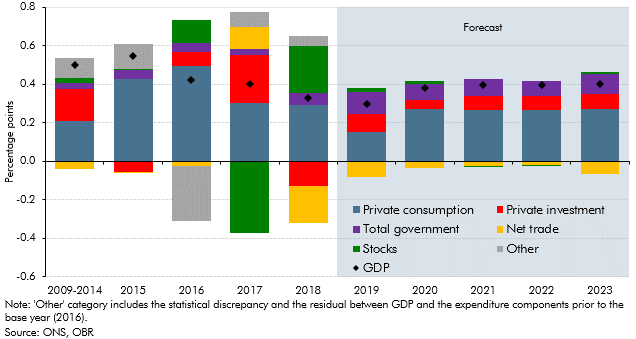 0.8
0.6
0.4
0.2
0.0
-0.2
-0.4
-0.6
Percentage points
Forecast
Private consumption
Private investment
Total government
Net trade
Stocks
Other
GDP
2009-2014 2015 2016 2017 2018 2019 2020 2021 2022 2023
Note: 'Other' category includes the statistical discrepancy and the residual between GDP and the expenditure components prior to the
base year (2016).
Source: ONS, OBR